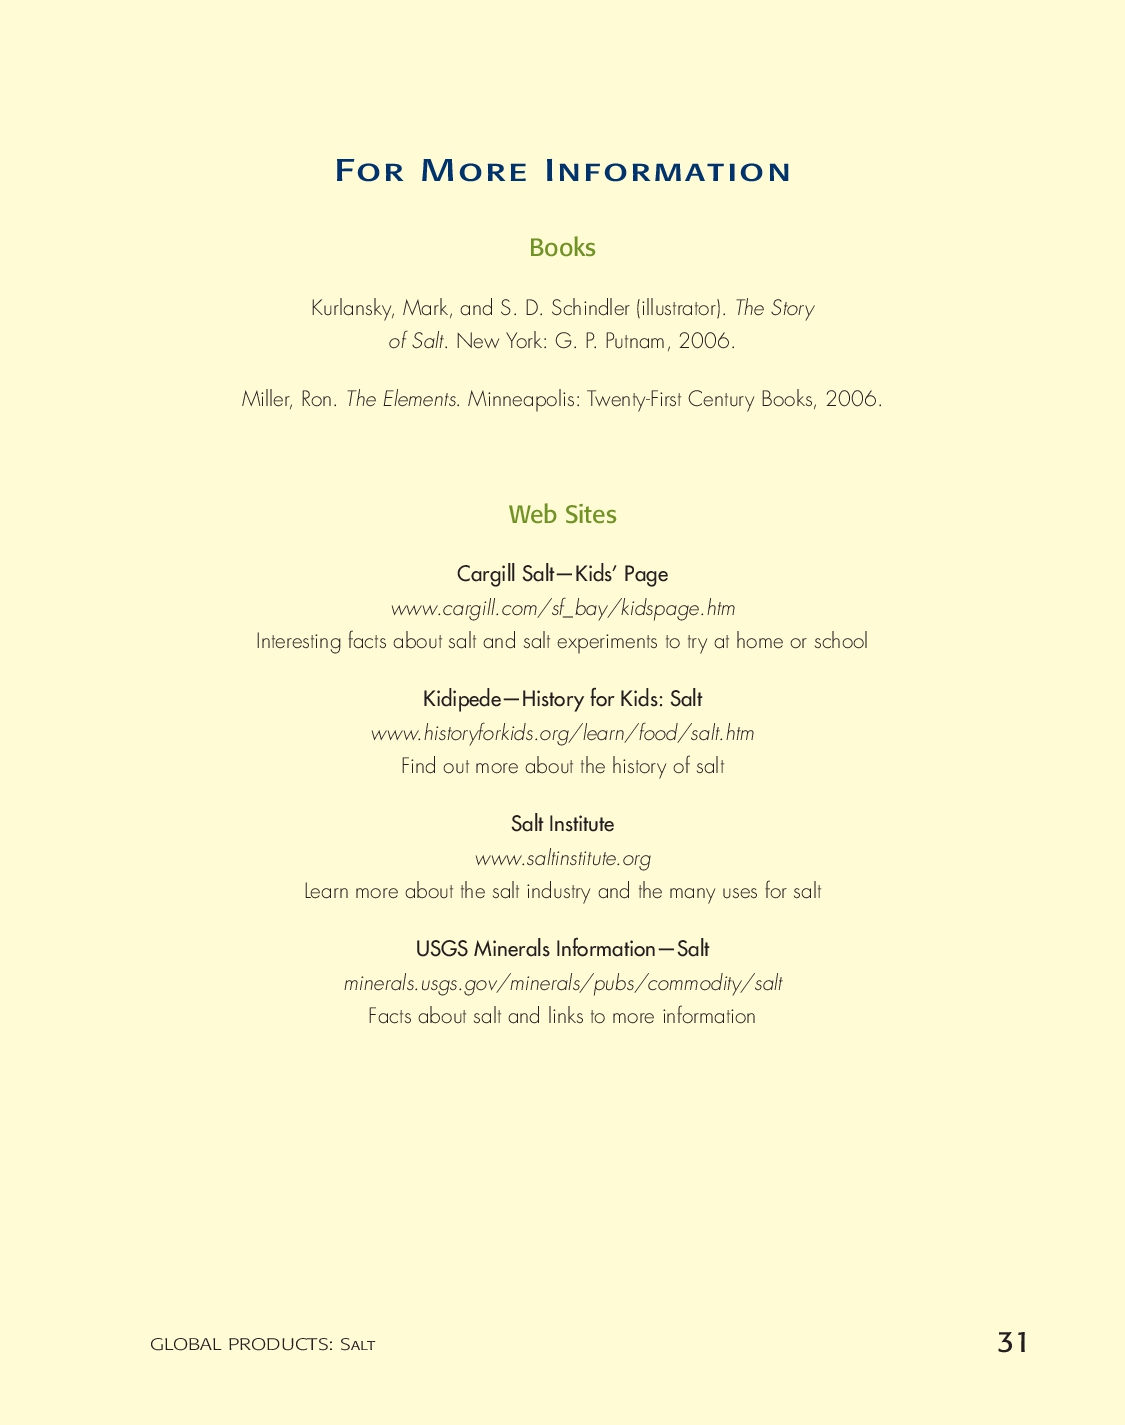 For More Information
Books
Kurlansky, Mark, and S. D. Schindler (illustrator). The Story
of Salt. New York: G. P. Putnam, 2006.
Miller, Ron. The Elements. Minneapolis: Twenty-First Century Books, 2006.
Web Sites
Cargill Salt—Kids’ Page
www.cargill.com/sf_bay/kidspage.htm
Interesting facts about salt and salt experiments to try at home or school
Kidipede—History for Kids: Salt
www.historyforkids.org/learn/food/salt.htm
Find out more about the history of salt
Salt Institute
www.saltinstitute.org
Learn more about the salt industry and the many uses for salt
USGS Minerals Information—Salt
minerals.usgs.gov/minerals/pubs/commodity/salt
Facts about salt and links to more information
GLOBAL PRODUCTS: Salt
31